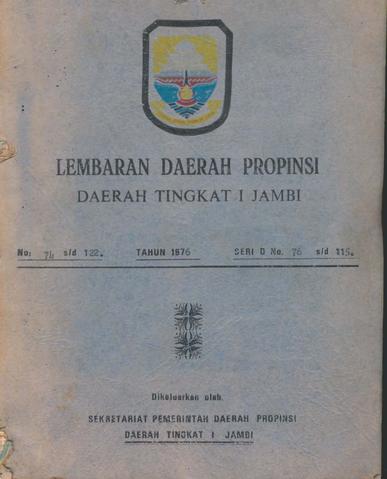 LEMBARAN DAERAH PROPINSI
DAERAH TINGKAT I JAMBI
No: 74 s/d 122. TAHUN 1976 SERI D No. 76 s/d 115.
Dikeluarkan oleh.
SEKRETARIAT PEMERINTAH DAERAH PROPINSI
DAERAH TINGKAT I JAMBI